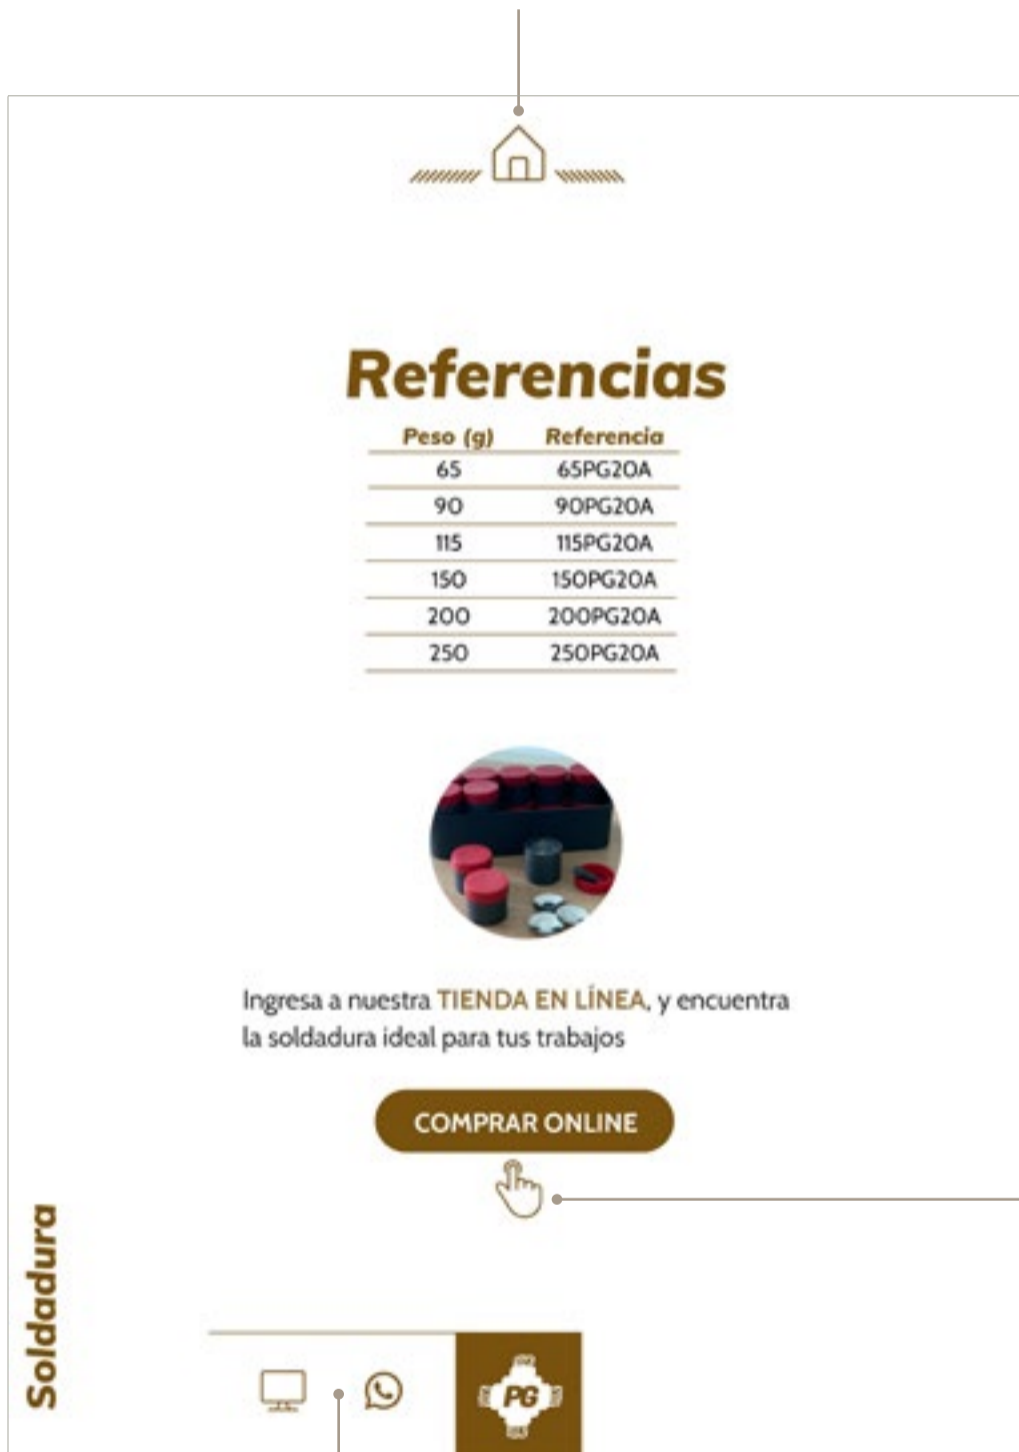 Referencias
Peso (g) Referencia
65 65PG20A
90 90PG20A
115 115PG20A
150 150PG20A
200 200PG20A
250 250PG20A
Ingresa a nuestra TIENDA EN LÍNEA, y encuentra
la soldadura ideal para tus trabajos
COMPRAR ONLINE
Soldadura
PG